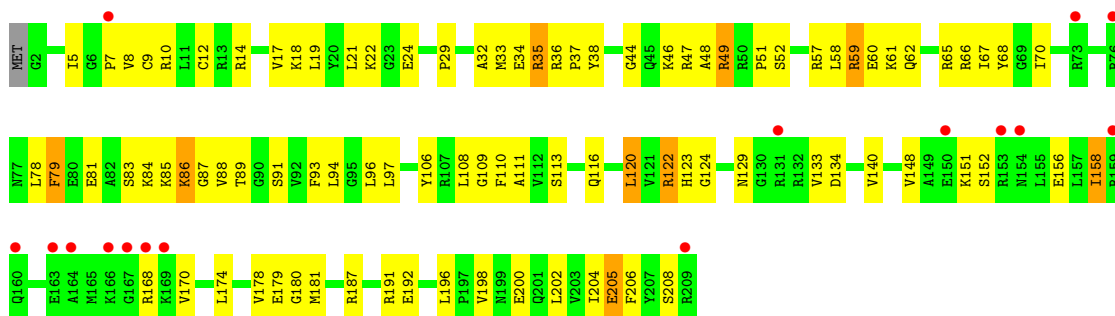 MET G2 I5 G6 P7 V8 C9 R10 L11 C12 R13 R14 V17 K18 L19 Y20 L21 K22 G23 E24 P29 A32 M33 E34 R35 R36 P37 Y38 G44 Q45 K46 R47 A48 R49 R50 P51 S52 R57 L58 R59 E60 K61 Q62 R65 R66 I67 Y68 G69 I70 R73 R76
N77 L78 F79 E80 E81 A82 S83 K84 K85 K86 G87 V88 T89 G90 S91 V92 F93 L94 G95 L96 L97 Y106 R107 L108 G109 F110 A111 V112 S113 Q116 L120 V121 R122 H123 G124 N129 G130 R131 R132 V133 D134 V140 V148 A149 E150 K151 S152 R153 N154 L155 E156 L157 I158 R159
Q160 E163 A164 M165 K166 G167 R168 K169 V170 L174 V178 E179 G180 M181 R187 R191 E192 L196 P197 V198 N199 E200 Q201 L202 V203 I204 E205 F206 Y207 S208 R209